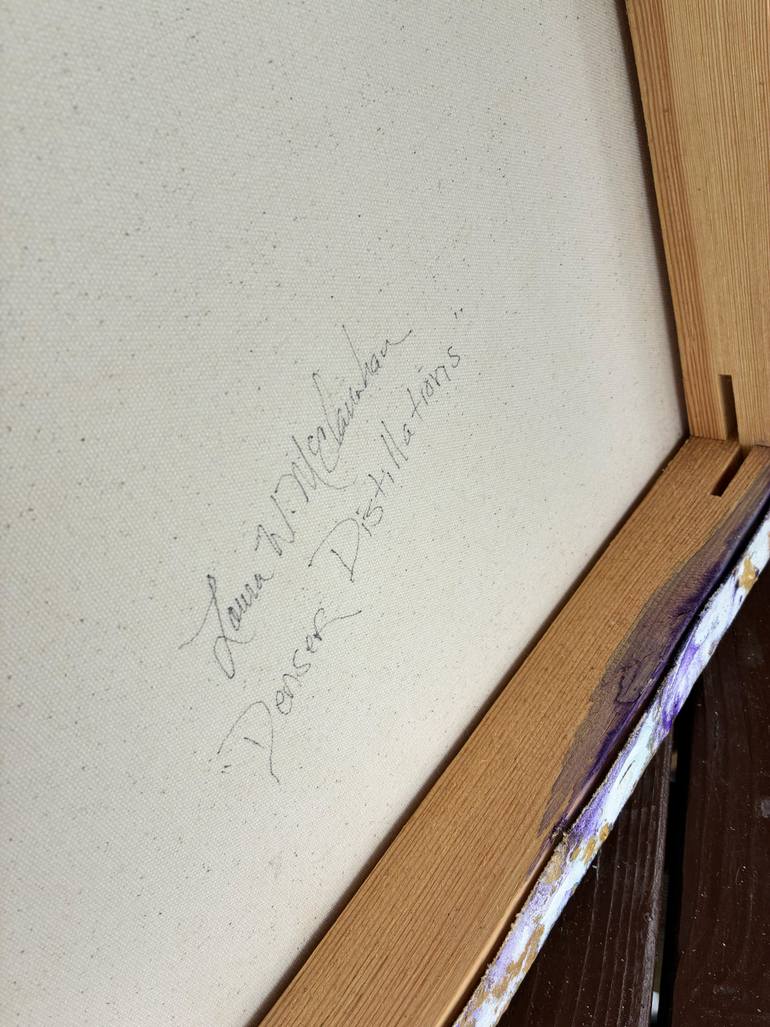 Laura W. McClanahan
"Denser Distillations"